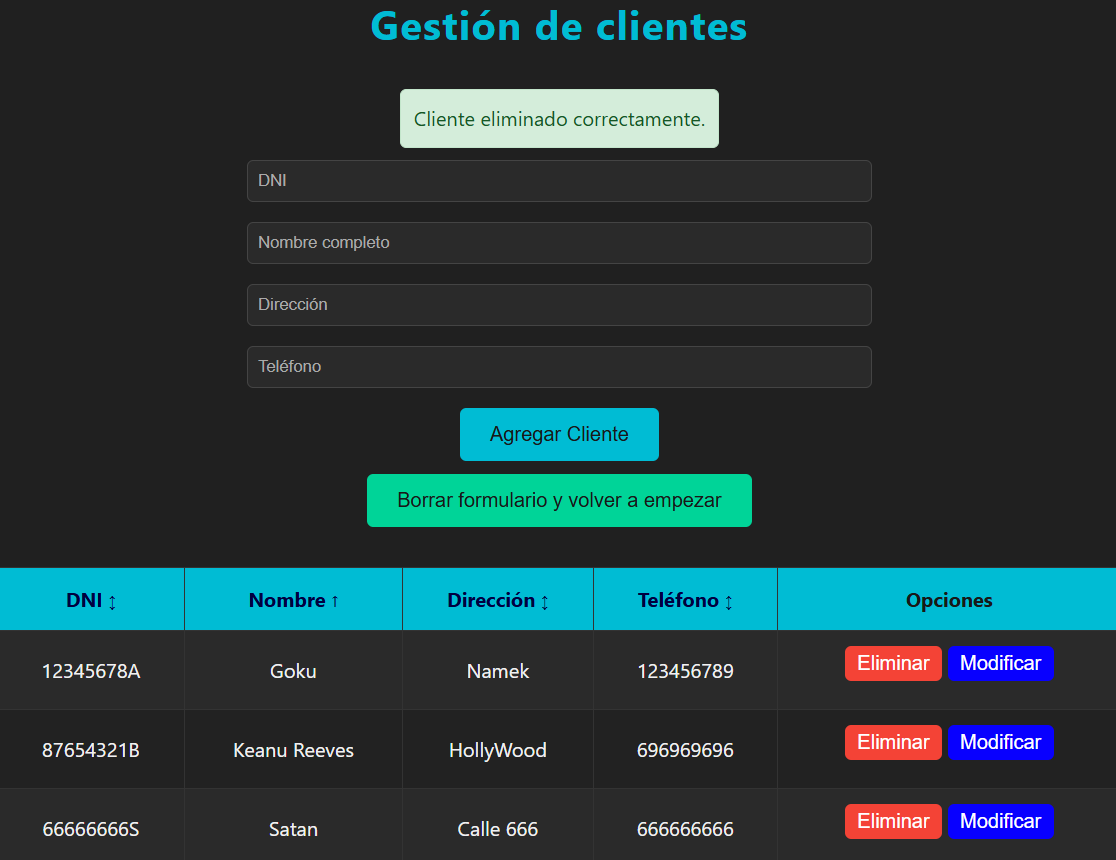 Gestión de clientes
Cliente eliminado correctamente.
DNI
Nombre completo
Dirección
Teléfono
Agregar Cliente
Borrar formulario y volver a empezar
DNI ↕ Nombre ↑ Dirección ↕ Teléfono ↕ Opciones
12345678A Goku Namek 123456789 Eliminar Modificar
87654321B Keanu Reeves HollyWood 696969696 Eliminar Modificar
66666666S Satan Calle 666 666666666 Eliminar Modificar